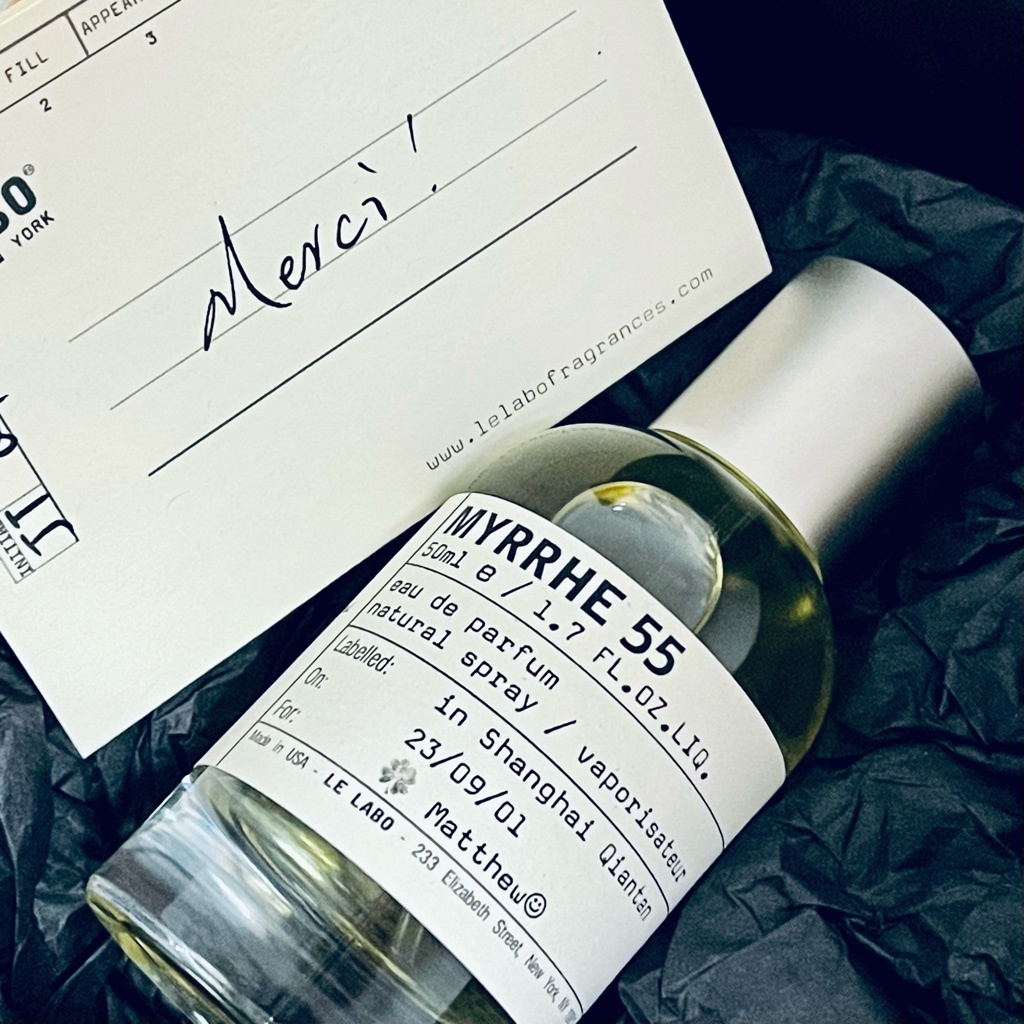 FILL
2
3
YORK
Merci!
www.lelabofragrances.com
JT
MYRRHE 55
50ml e / 1.7 FL.OZ.LIQ.
eau de parfum
natural spray / vaporisateur
Labelled: in Shanghai Qiantan
On: 23/09/01
For: Matthew☺
Made in USA - LE LABO - 233 Elizabeth Street, New York, NY